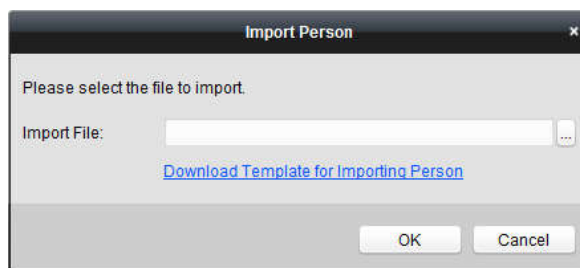 Import Person ×
Please select the file to import.
Import File: ...
Download Template for Importing Person
OK Cancel